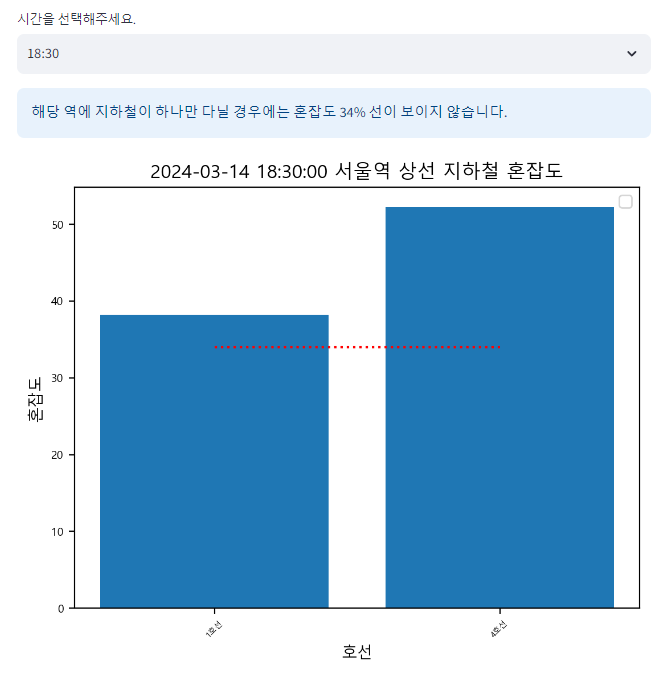 시간을 선택해주세요.
18:30
해당 역에 지하철이 하나만 다닐 경우에는 혼잡도 34% 선이 보이지 않습니다.
2024-03-14 18:30:00 서울역 상선 지하철 혼잡도
50
40
30
20
10
0
혼잡도
1호선
4호선
호선